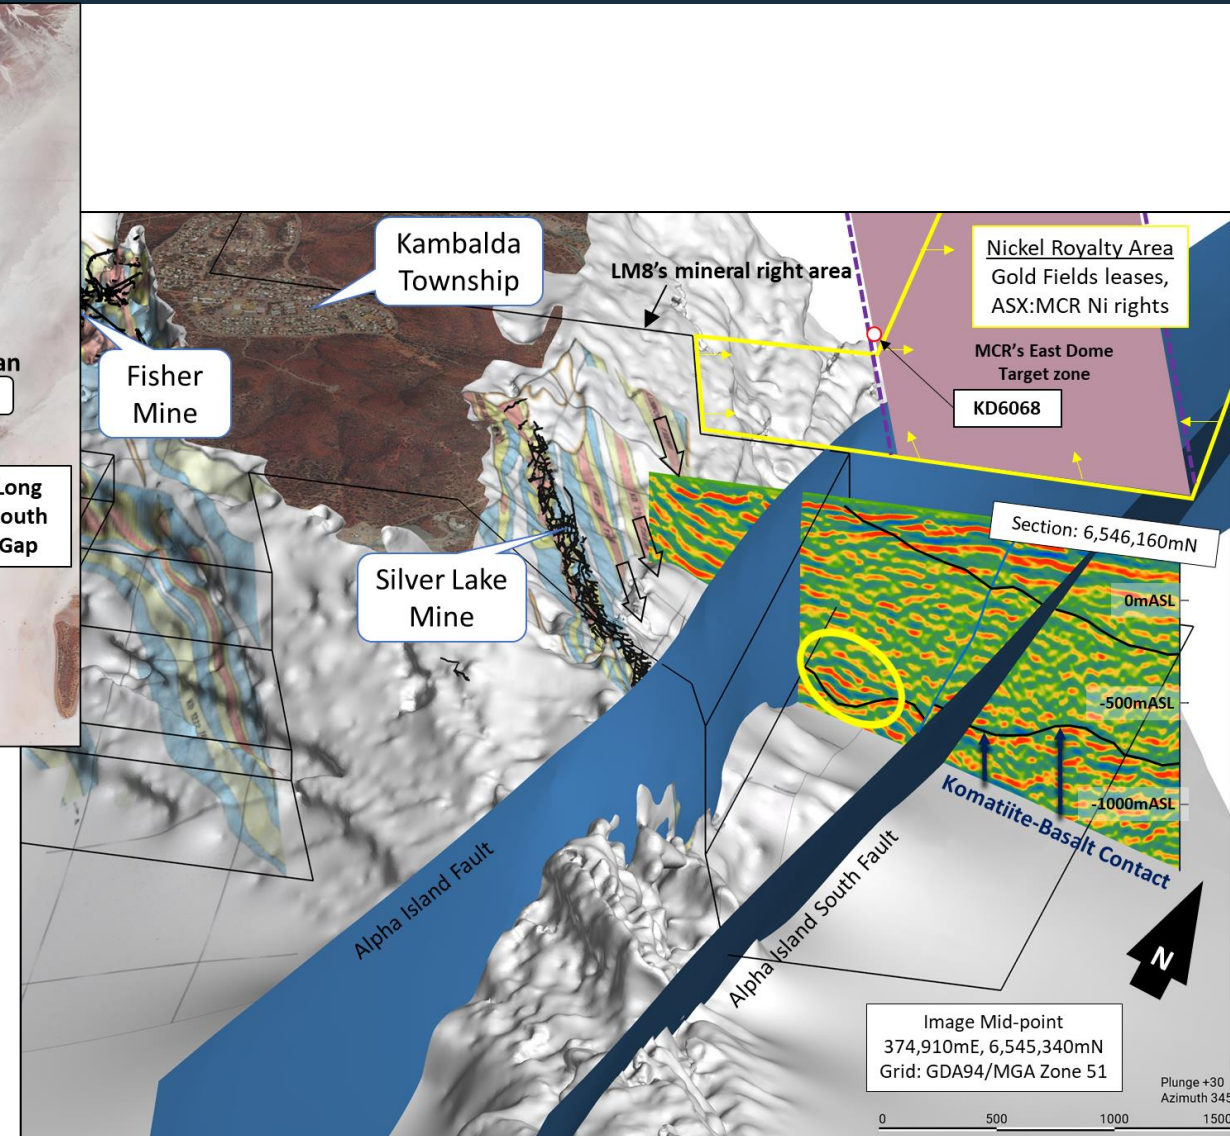 an
Long
outh
Gap
Kambalda
Township
Fisher
Mine
LM8's mineral right area
Nickel Royalty Area
Gold Fields leases,
ASX:MCR Ni rights
MCR's East Dome
Target zone
KD6068
Silver Lake
Mine
Section: 6,546,160mN
0mASL
-500mASL
-1000mASL
Komatiite-Basalt Contact
Alpha Island Fault
Alpha Island South Fault
N
Image Mid-point
374,910mE, 6,545,340mN
Grid: GDA94/MGA Zone 51
Plunge +30
Azimuth 345
0 500 1000 1500